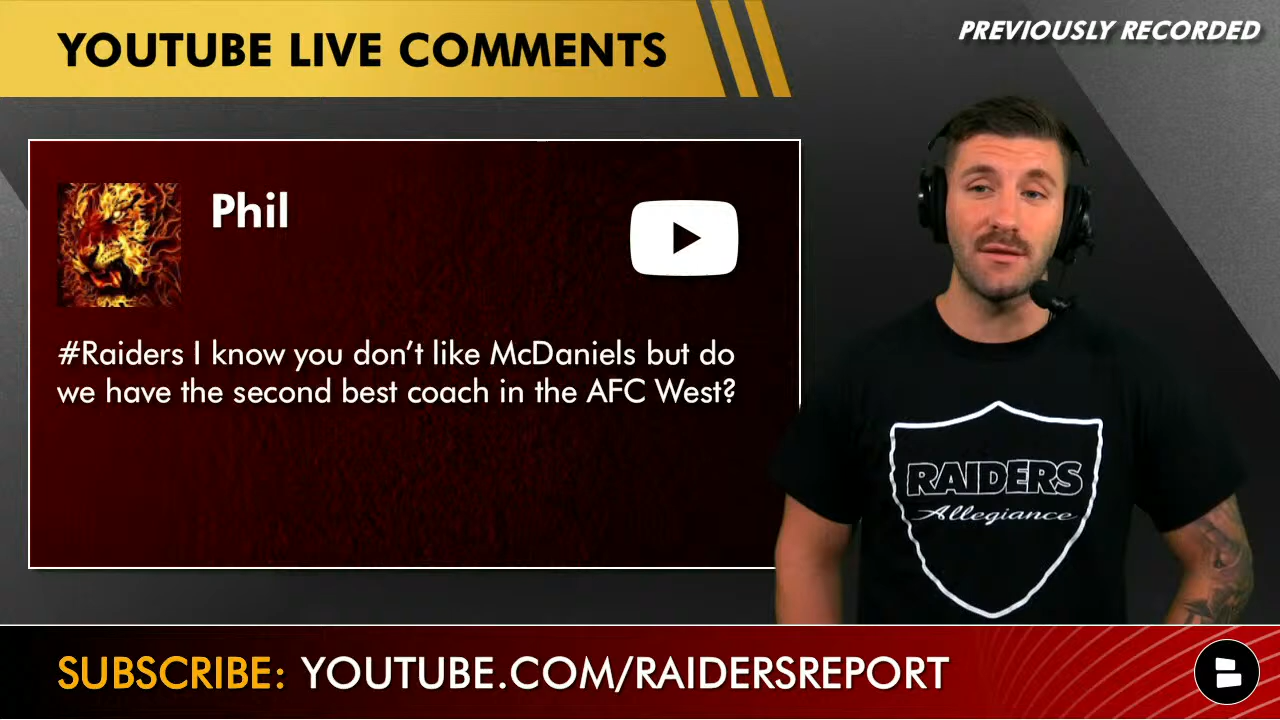 YOUTUBE LIVE COMMENTS
PREVIOUSLY RECORDED
Phil
#Raiders I know you don’t like McDaniels but do
we have the second best coach in the AFC West?
RAIDERS
Allegiance
SUBSCRIBE: YOUTUBE.COM/RAIDERSREPORT